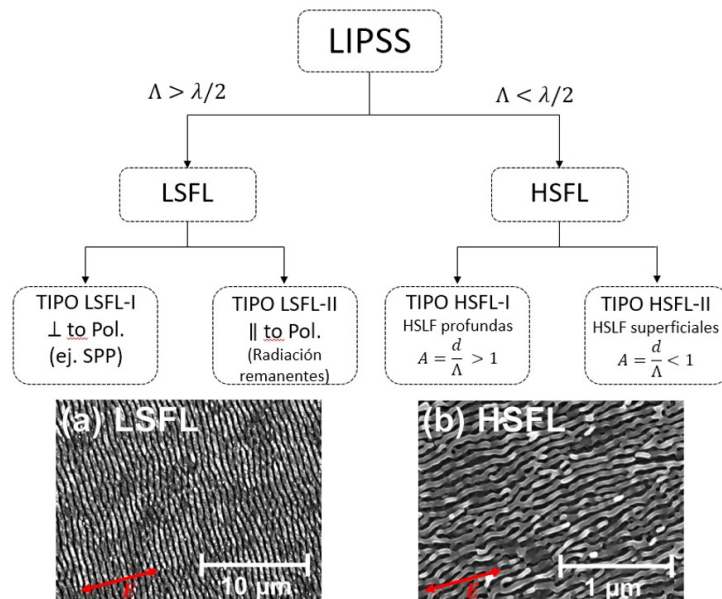 LIPSS
Λ > λ/2
Λ < λ/2
LSFL
HSFL
TIPO LSFL-I
⊥ to Pol.
(ej. SPP)
TIPO LSFL-II
∥ to Pol.
(Radiación
remanentes)
TIPO HSFL-I
HSLF profundas
A = d/Λ > 1
TIPO HSFL-II
HSLF superficiales
A = d/Λ < 1
(a) LSFL
E
10 µm
(b) HSFL
E
1 µm